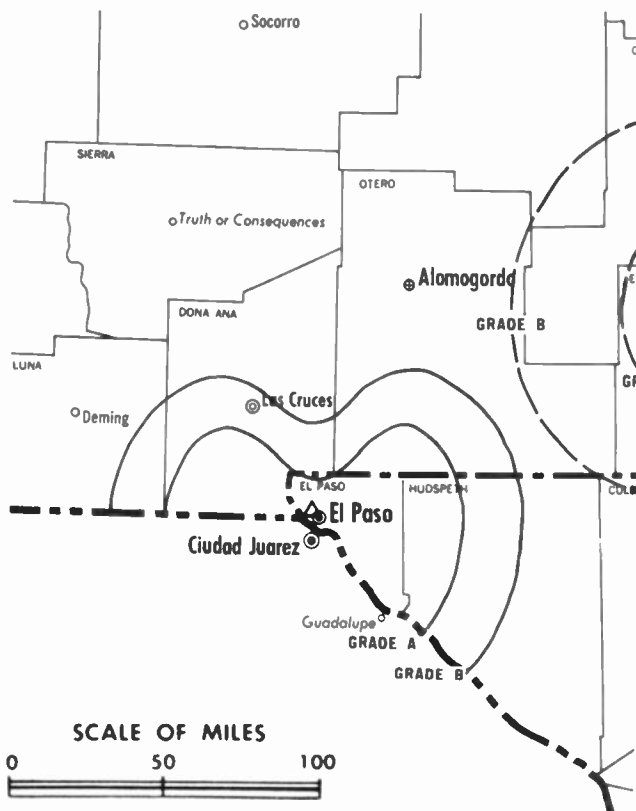 Socorro
SIERRA
OTERO
Truth or Consequences
Alomogordo
DONA ANA
GRADE B
LUNA
Las Cruces
Deming
EL PASO
HUDSPETH
El Paso
Ciudad Juarez
Guadalupe
GRADE A
GRADE B
SCALE OF MILES
0 50 100